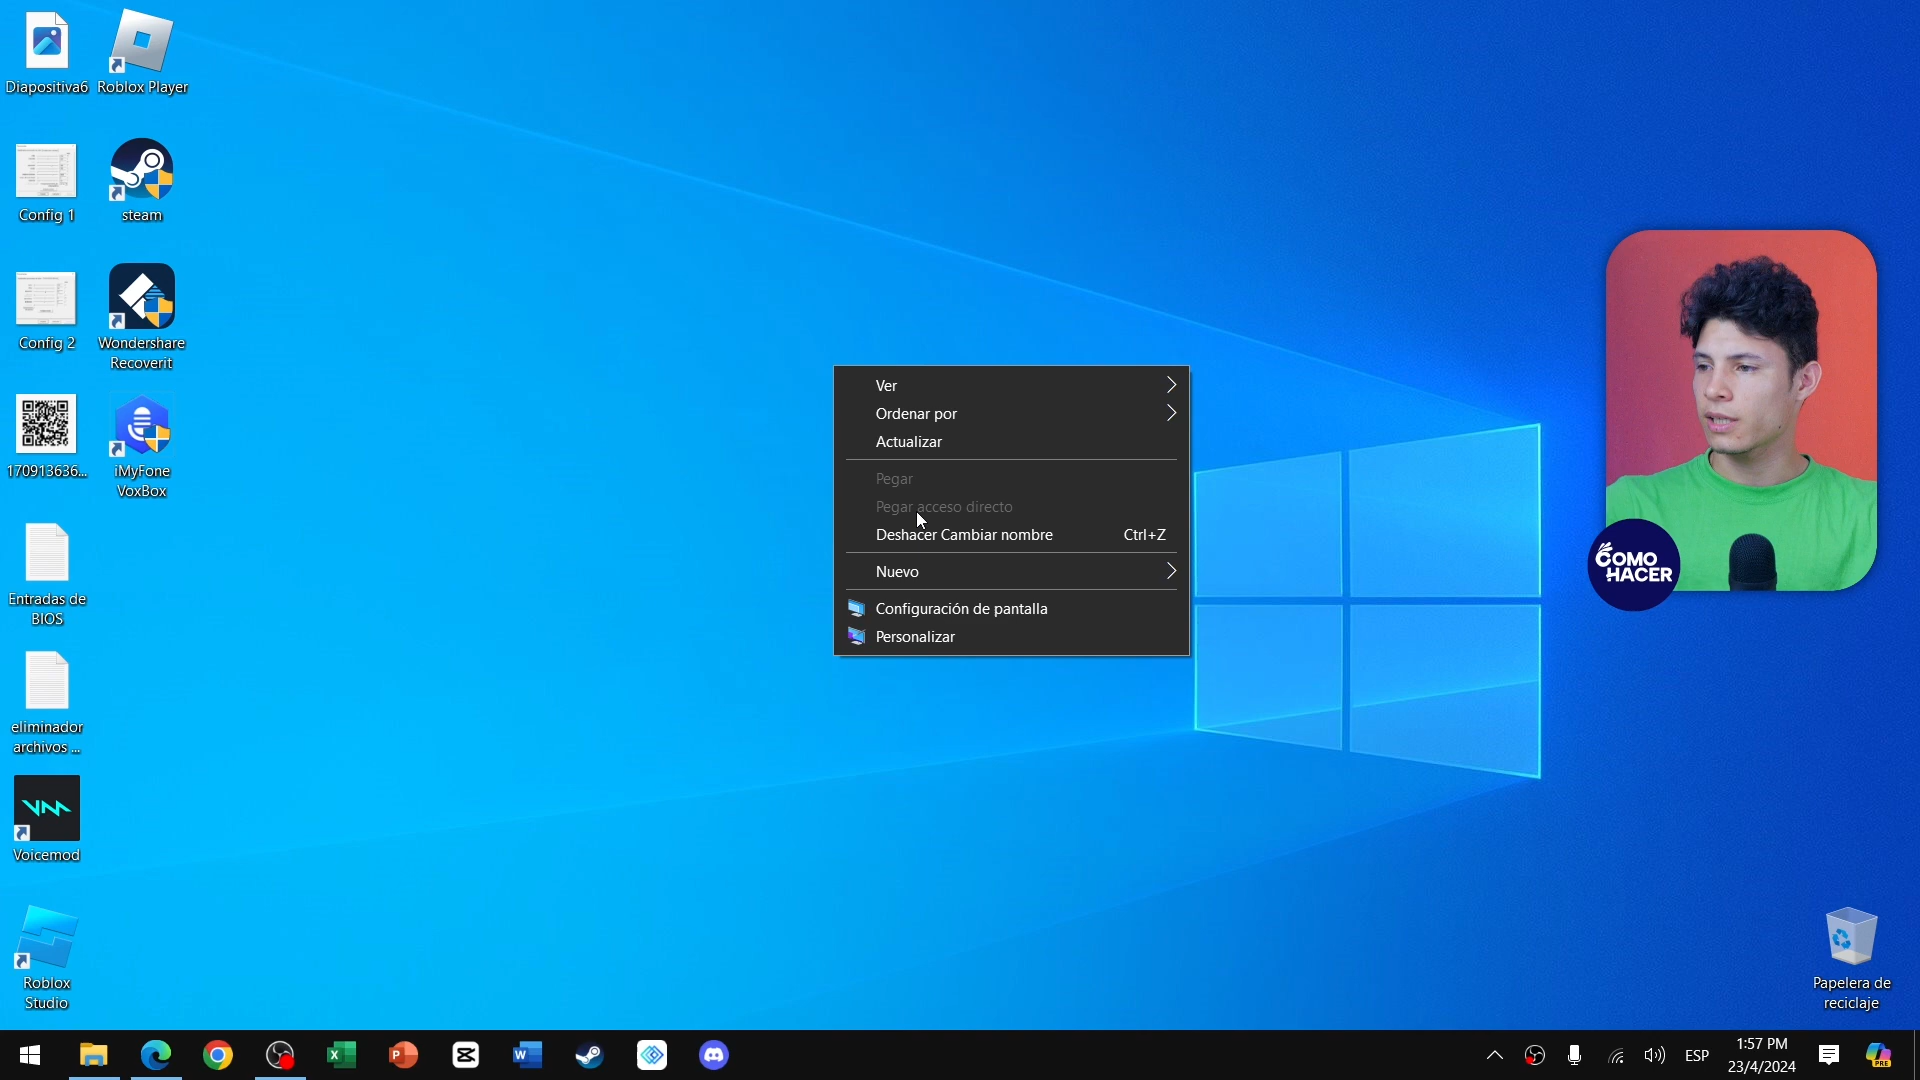 Diapositiva6
Roblox Player
Config 1
steam
Config 2
Wondershare
Recoverit
170913636...
iMyFone
VoxBox
Entradas de
BIOS
eliminador
archivos ...
Voicemod
Roblox
Studio
Ver
Ordenar por
Actualizar
Pegar
Pegar acceso directo
Deshacer Cambiar nombre Ctrl+Z
Nuevo
Configuración de pantalla
Personalizar
COMO
HACER
Papelera de
reciclaje
ESP
1:57 PM
23/4/2024
PRE